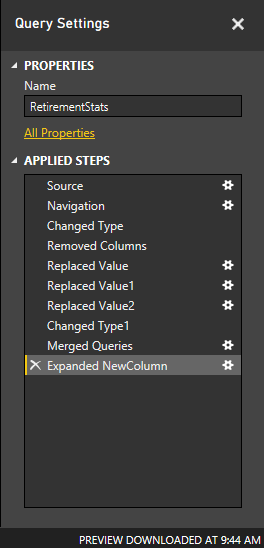 Query Settings
PROPERTIES
Name
RetirementStats
All Properties
APPLIED STEPS
Source
Navigation
Changed Type
Removed Columns
Replaced Value
Replaced Value1
Replaced Value2
Changed Type1
Merged Queries
Expanded NewColumn
PREVIEW DOWNLOADED AT 9:44 AM